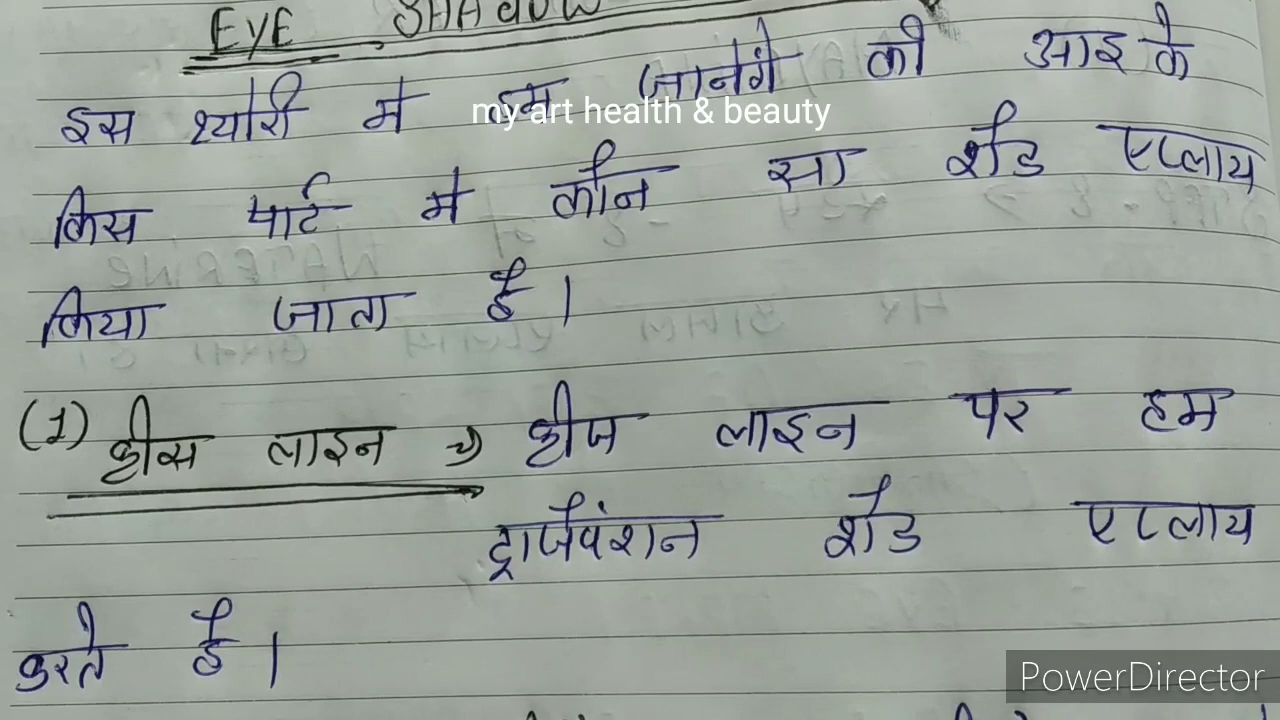 EYE SHADOW
इस थ्योरी मे हम जानेगे की आइ के
my art health & beauty
किस पार्ट मे कौन सा शैड एप्लाय
किया जाता है।
(1) क्रीस लाइन → क्रीज लाइन पर हम
ट्रांजैक्शन शैड एप्लाय
करते है।
PowerDirector